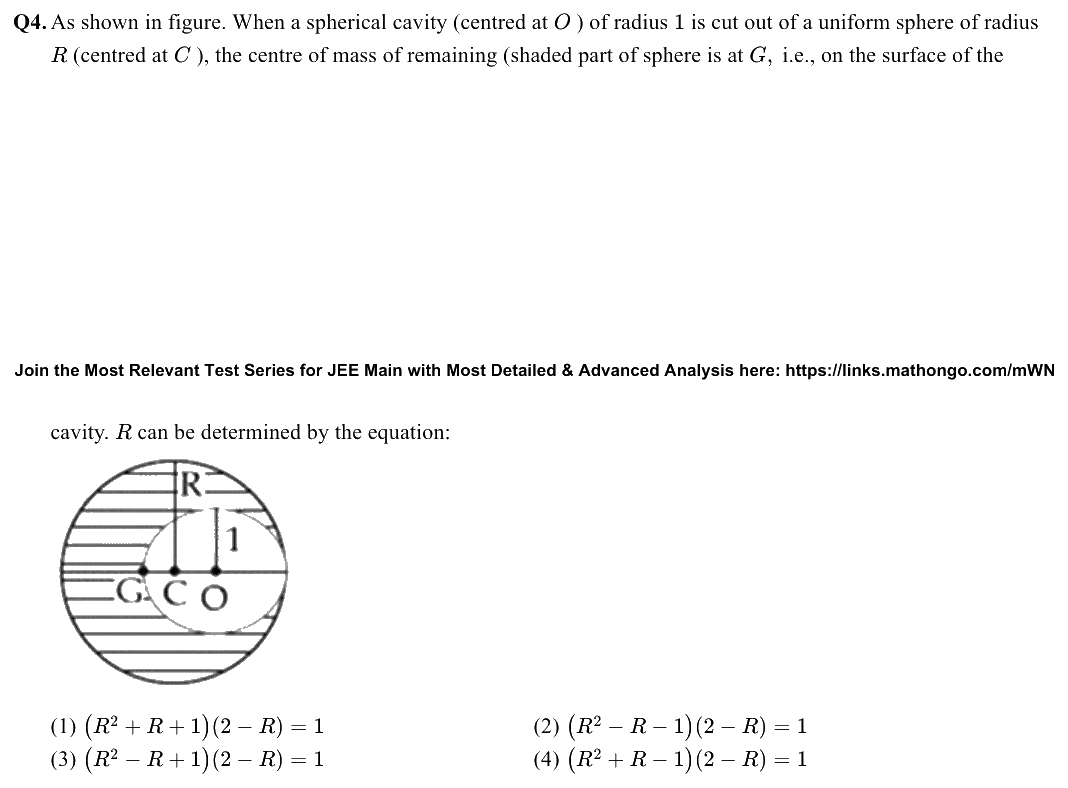 Q4. As shown in figure. When a spherical cavity (centred at O ) of radius 1 is cut out of a uniform sphere of radius
R (centred at C ), the centre of mass of remaining (shaded part of sphere is at G, i.e., on the surface of the
Join the Most Relevant Test Series for JEE Main with Most Detailed & Advanced Analysis here: https://links.mathongo.com/mWN
cavity. R can be determined by the equation:
R
1
G C O
(1) (R² + R + 1)(2 − R) = 1
(2) (R² − R − 1)(2 − R) = 1
(3) (R² − R + 1)(2 − R) = 1
(4) (R² + R − 1)(2 − R) = 1